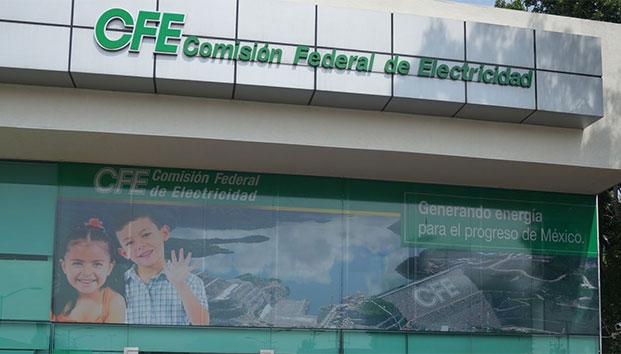 CFE Comisión Federal de Electricidad
CFE Comisión Federal
de Electricidad
Generando energía
para el progreso de México.
CFE